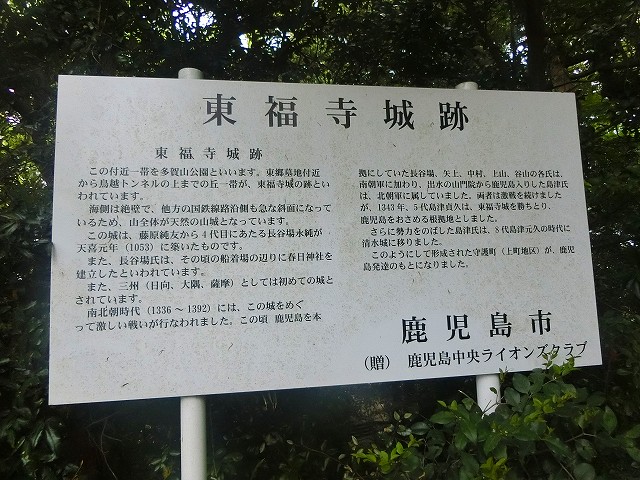 東福寺城跡
東福寺城跡
この付近一帯を多賀山公園といいます。東郷墓地付近
から鳥越トンネルの上までの丘一帯が、東福寺城の跡とい
われています。
海側は絶壁で、他方の国鉄線路沿側も急な斜面になって
いるため、山全体が天然の山城となっています。
この城は、藤原純友から4代目にあたる長谷場永純が
天喜元年（1053）に築いたものです。
また、長谷場氏は、その頃の船着場の辺りに春日神社を
建立したといわれています。
また、三州（日向、大隅、薩摩）としては初めての城と
されています。
南北朝時代（1336～1392）には、この城をめぐ
って激しい戦いが行なわれました。この頃 鹿児島を本
拠にしていた長谷場、矢上、中村、上山、谷山の各氏は、
南朝軍に加わり、出水の山門院から鹿児島入りした島津氏
は、北朝軍に属していました。両者は激戦を続けました
が、1343年、5代島津貞久は、東福寺城を勝ちとり、
鹿児島をおさめる根拠地としました。
さらに勢力をのばした島津氏は、8代島津元久の時代に
清水城に移りました。
このようにして形成された守護町（上町地区）が、鹿児
島発達のもとになりました。
鹿児島市
（贈） 鹿児島中央ライオンズクラブ